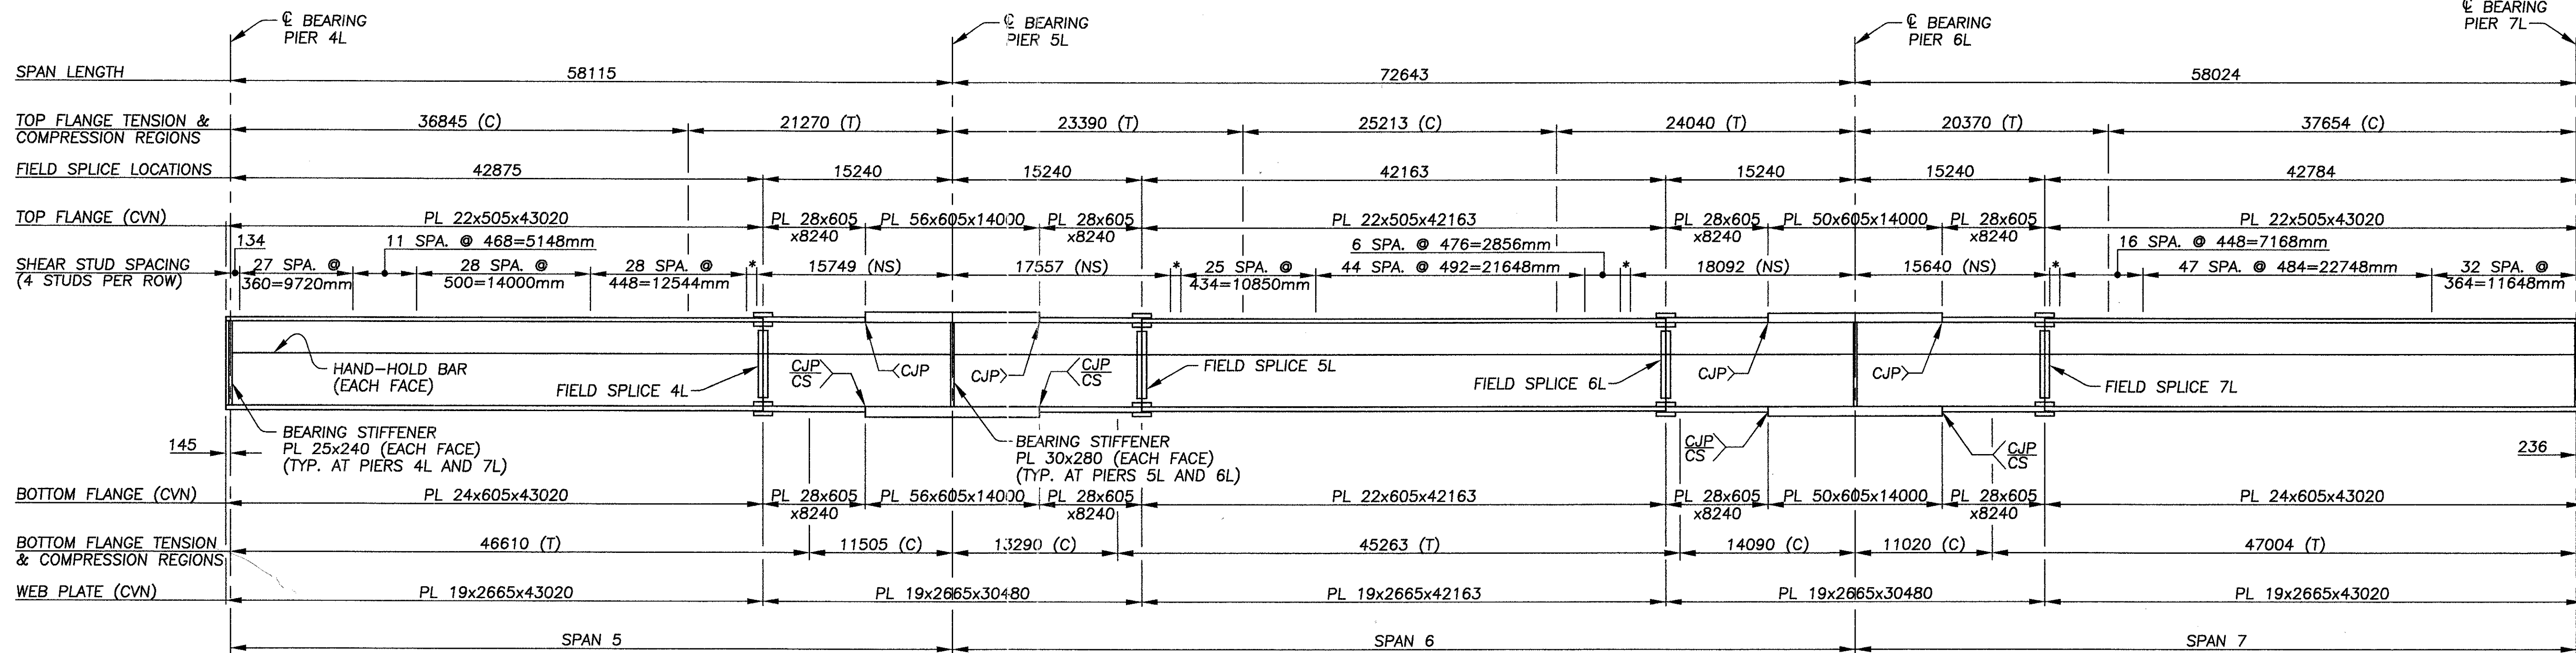 ℄ BEARING
PIER 4L
℄ BEARING
PIER 5L
℄ BEARING
PIER 6L
℄ BEARING
PIER 7L
SPAN LENGTH 58115 72643 58024
TOP FLANGE TENSION &
COMPRESSION REGIONS
36845 (C) 21270 (T) 23390 (T) 25213 (C) 24040 (T) 20370 (T) 37654 (C)
FIELD SPLICE LOCATIONS 42875 15240 15240 42163 15240 15240 42784
TOP FLANGE (CVN) PL 22x505x43020 PL 28x605 PL 56x605x14000 PL 28x605 PL 22x505x42163 PL 28x605 PL 50x605x14000 PL 28x605 PL 22x505x43020
x8240 x8240 x8240 x8240
134 11 SPA. @ 468=5148mm 6 SPA. @ 476=2856mm 16 SPA. @ 448=7168mm
SHEAR STUD SPACING
(4 STUDS PER ROW)
27 SPA. @
360=9720mm
28 SPA. @
500=14000mm
28 SPA. @
448=12544mm
* 15749 (NS) 17557 (NS) *
25 SPA. @
434=10850mm
44 SPA. @ 492=21648mm * 18092 (NS) 15640 (NS) * 47 SPA. @ 484=22748mm
32 SPA. @
364=11648mm
HAND-HOLD BAR
(EACH FACE)
FIELD SPLICE 4L
CJP
CS
CJP
CJP
CJP
CS
FIELD SPLICE 5L
FIELD SPLICE 6L
CJP
CJP
FIELD SPLICE 7L
145
BEARING STIFFENER
PL 25x240 (EACH FACE)
(TYP. AT PIERS 4L AND 7L)
BEARING STIFFENER
PL 30x280 (EACH FACE)
(TYP. AT PIERS 5L AND 6L)
CJP
CS
CJP
CS
236
BOTTOM FLANGE (CVN) PL 24x605x43020 PL 28x605 PL 56x605x14000 PL 28x605 PL 22x605x42163 PL 28x605 PL 50x605x14000 PL 28x605 PL 24x605x43020
x8240 x8240 x8240 x8240
BOTTOM FLANGE TENSION
& COMPRESSION REGIONS
46610 (T) 11505 (C) 13290 (C) 45263 (T) 14090 (C) 11020 (C) 47004 (T)
WEB PLATE (CVN) PL 19x2665x43020 PL 19x2665x30480 PL 19x2665x42163 PL 19x2665x30480 PL 19x2665x43020
SPAN 5 SPAN 6 SPAN 7